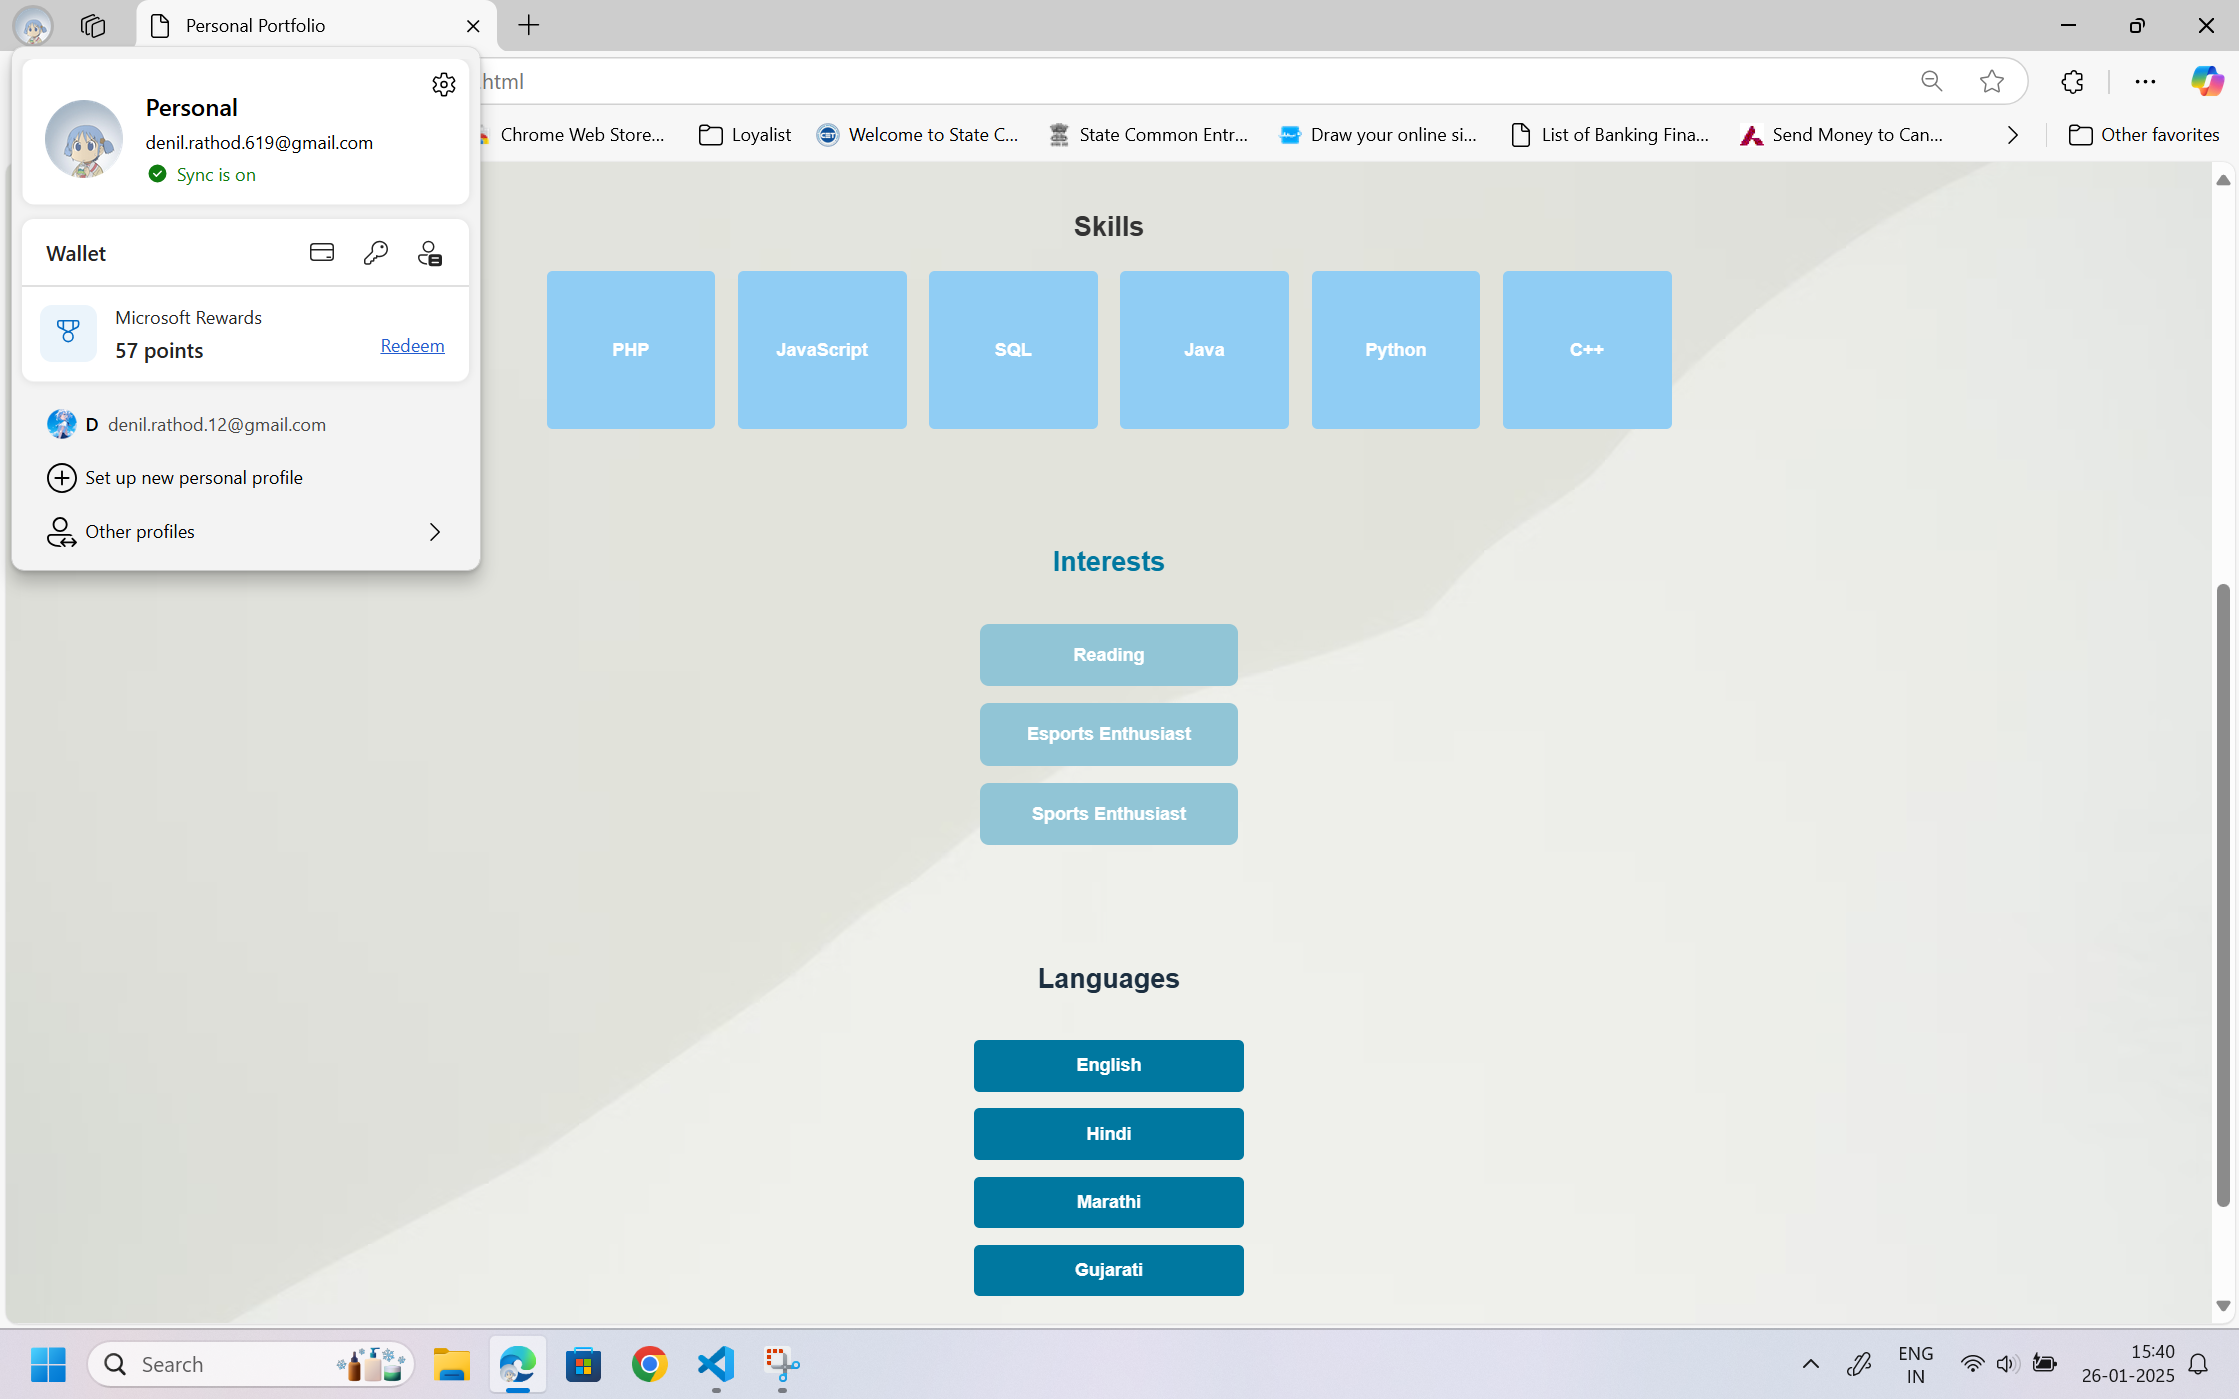 Personal Portfolio
html
Personal
denil.rathod.619@gmail.com
Sync is on
Wallet
Microsoft Rewards
57 points
Redeem
D denil.rathod.12@gmail.com
Set up new personal profile
Other profiles
Chrome Web Store...
Loyalist
Welcome to State C...
State Common Entr...
Draw your online si...
List of Banking Fina...
Send Money to Can...
Other favorites
Skills
PHP
JavaScript
SQL
Java
Python
C++
Interests
Reading
Esports Enthusiast
Sports Enthusiast
Languages
English
Hindi
Marathi
Gujarati
Search
ENG
IN
15:40
26-01-2025